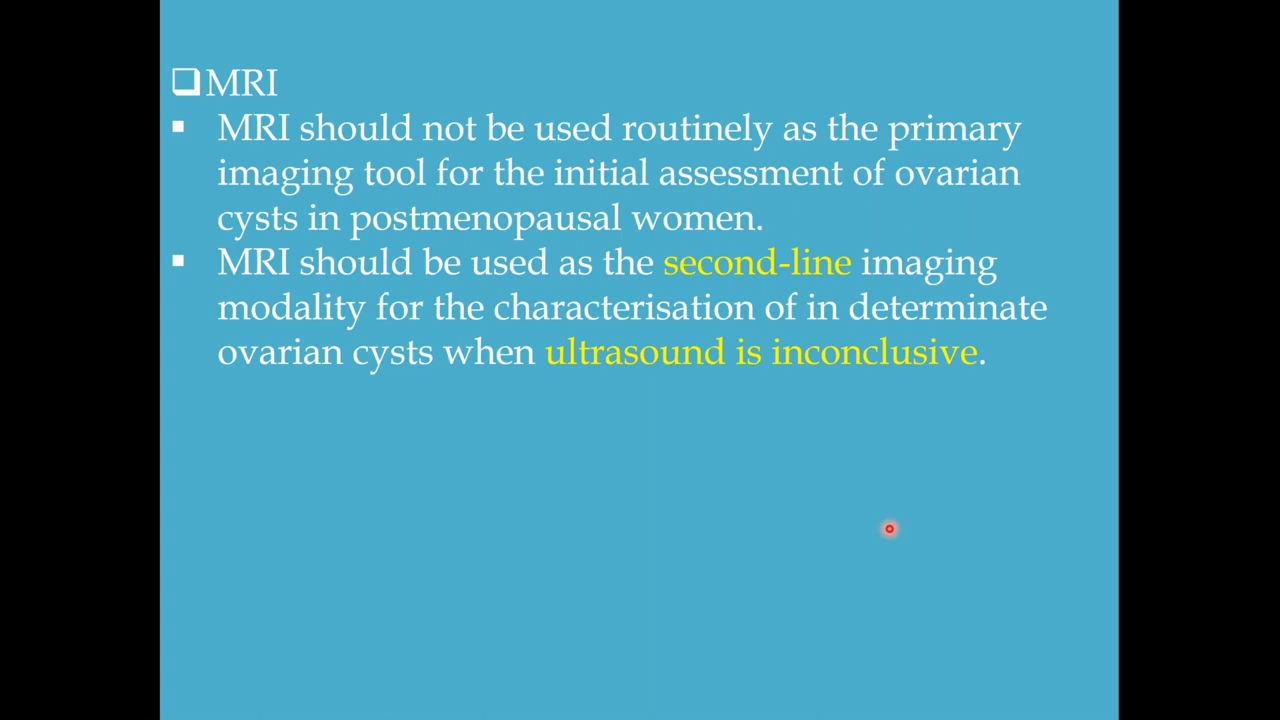 MRI
MRI should not be used routinely as the primary
imaging tool for the initial assessment of ovarian
cysts in postmenopausal women.
MRI should be used as the second-line imaging
modality for the characterisation of in determinate
ovarian cysts when ultrasound is inconclusive.